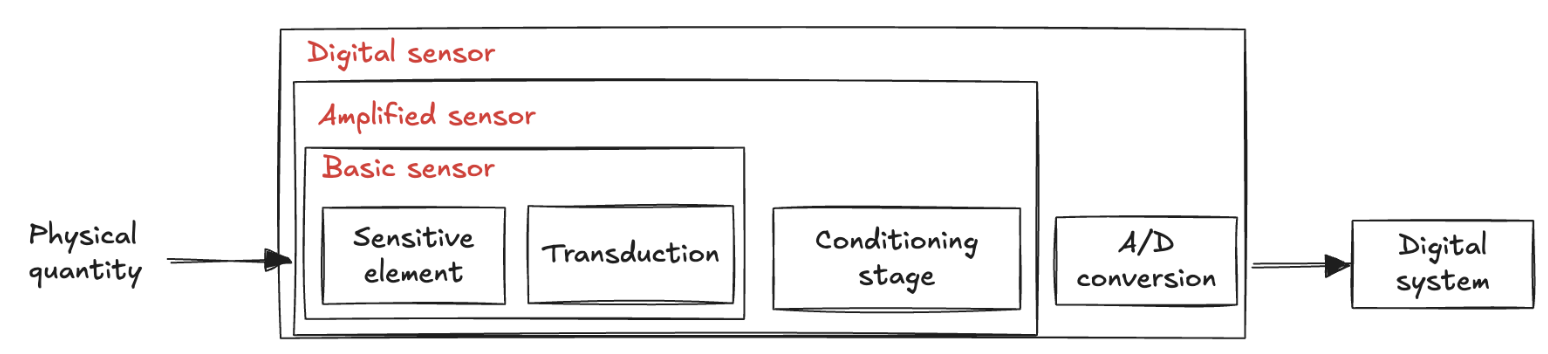 Digital sensor
Amplified sensor
Basic sensor
Physical
quantity
Sensitive
element
Transduction
Conditioning
stage
A/D
conversion
Digital
system